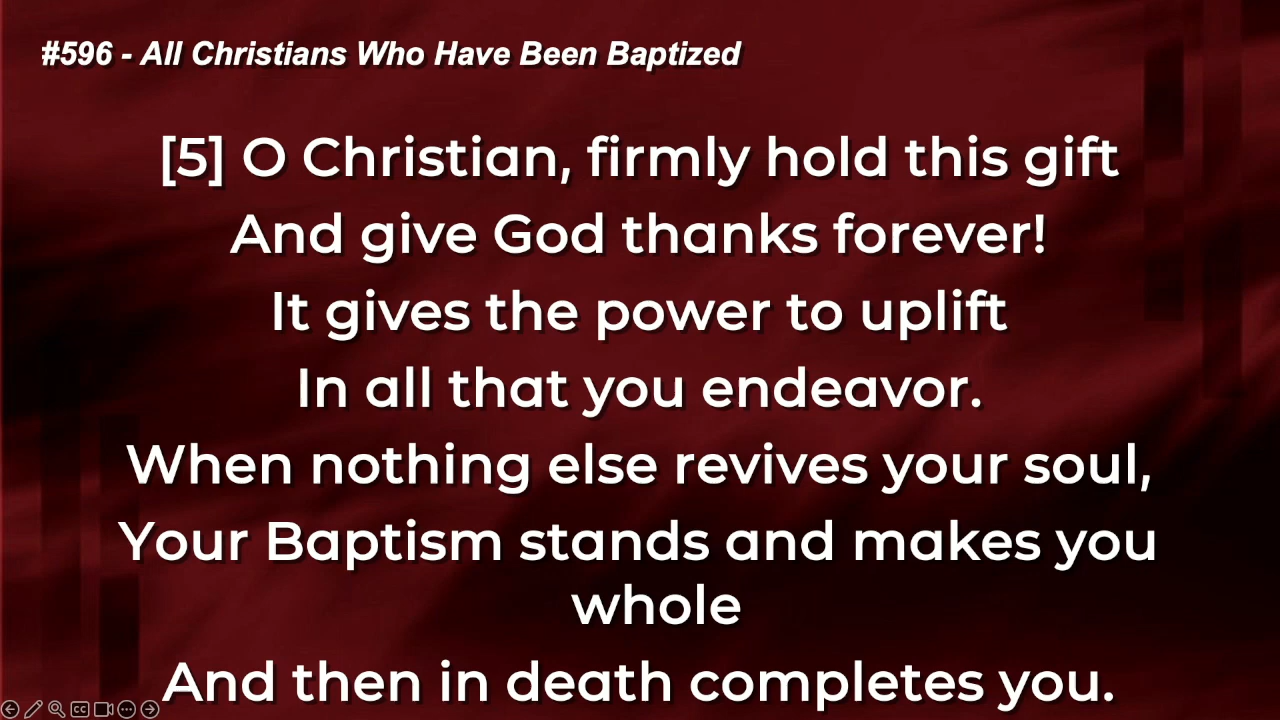 #596 - All Christians Who Have Been Baptized
[5] O Christian, firmly hold this gift
And give God thanks forever!
It gives the power to uplift
In all that you endeavor.
When nothing else revives your soul,
Your Baptism stands and makes you
whole
And then in death completes you.
CC